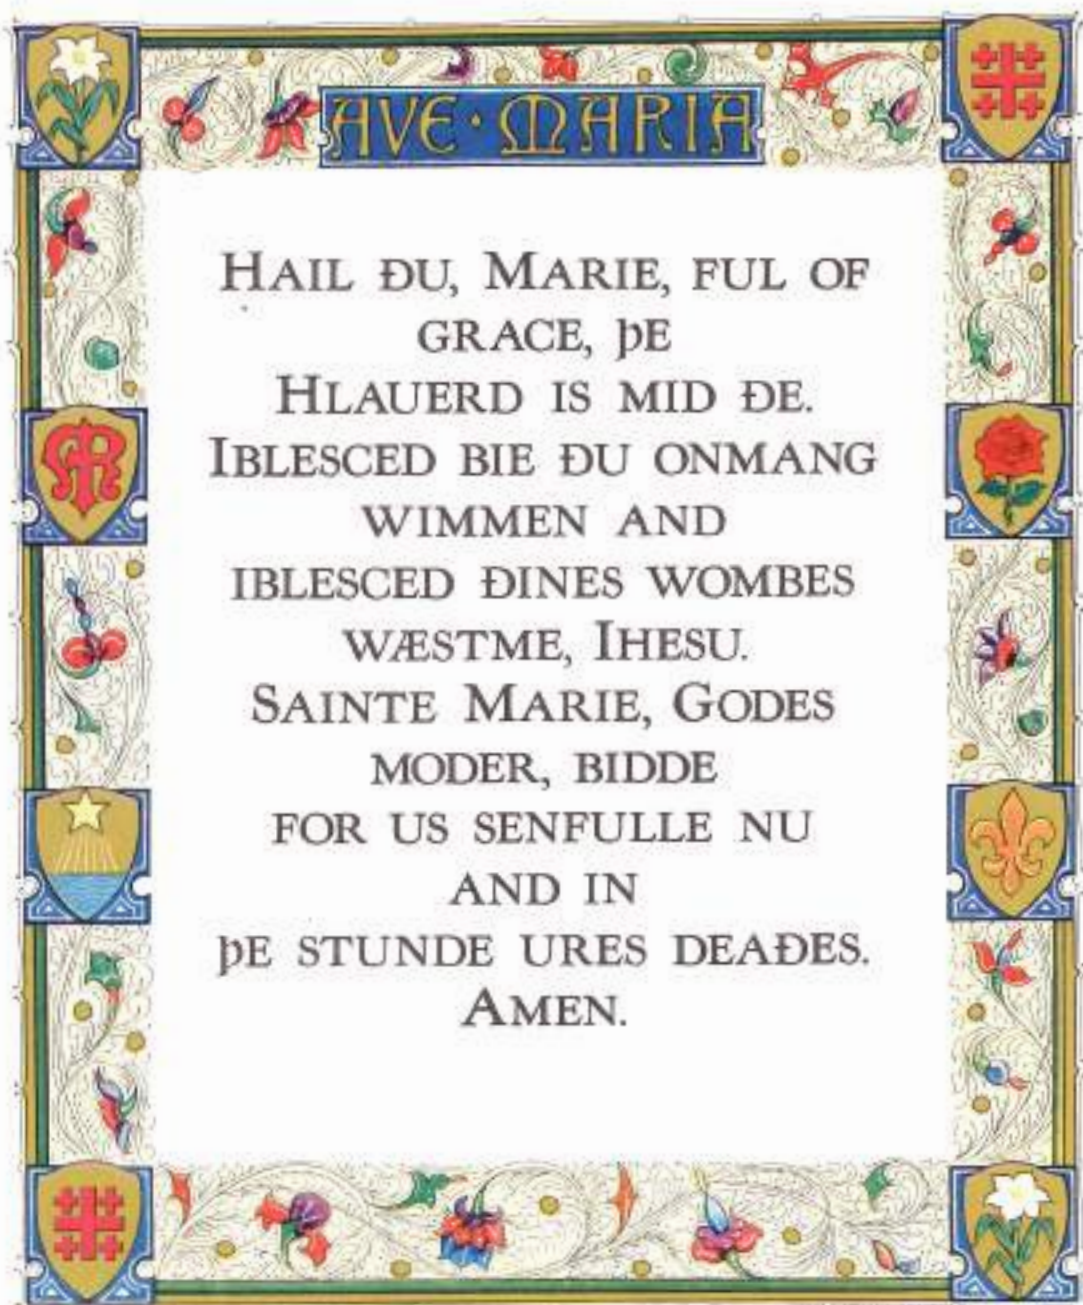 AVE · MARIA
HAIL ÐU, MARIE, FUL OF
GRACE, ÞE
HLAUERD IS MID ÐE.
IBLESCED BIE ÐU ONMANG
WIMMEN AND
IBLESCED ÐINES WOMBES
WÆSTME, IHESU.
SAINTE MARIE, GODES
MODER, BIDDE
FOR US SENFULLE NU
AND IN
ÞE STUNDE URES DEAÐES.
AMEN.